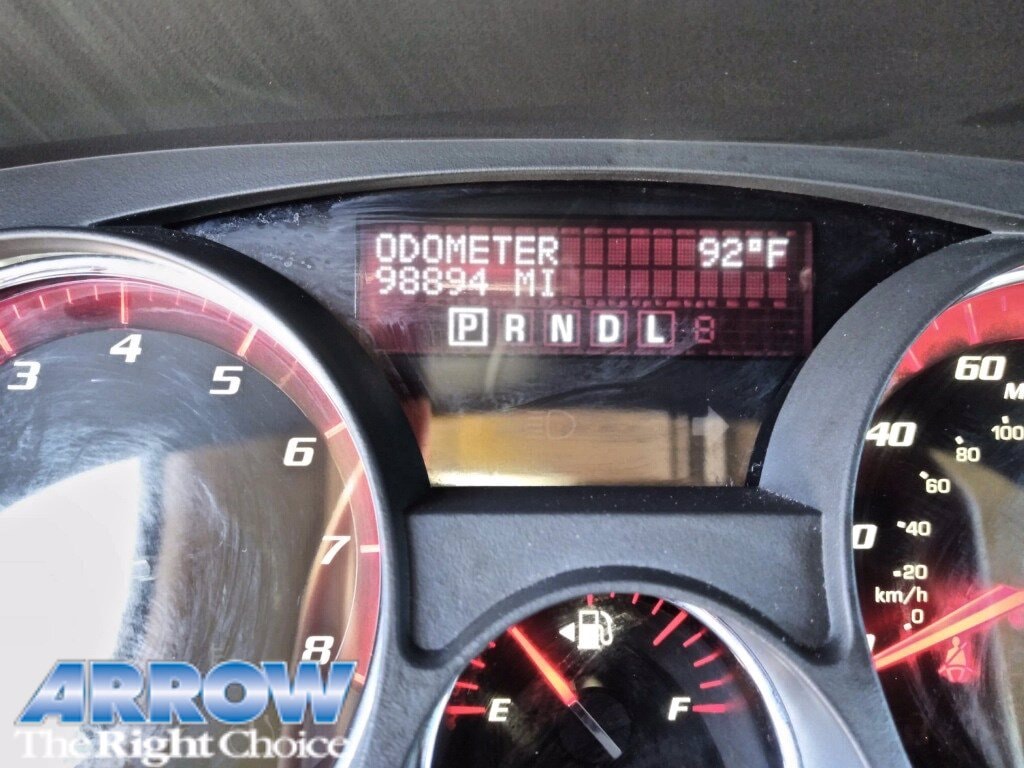 ODOMETER 92°F
98894 MI
P R N D L
3 4 5 6 7 8
60
40
100
80
60
40
20
km/h
0
E F
ARROW
The Right Choice